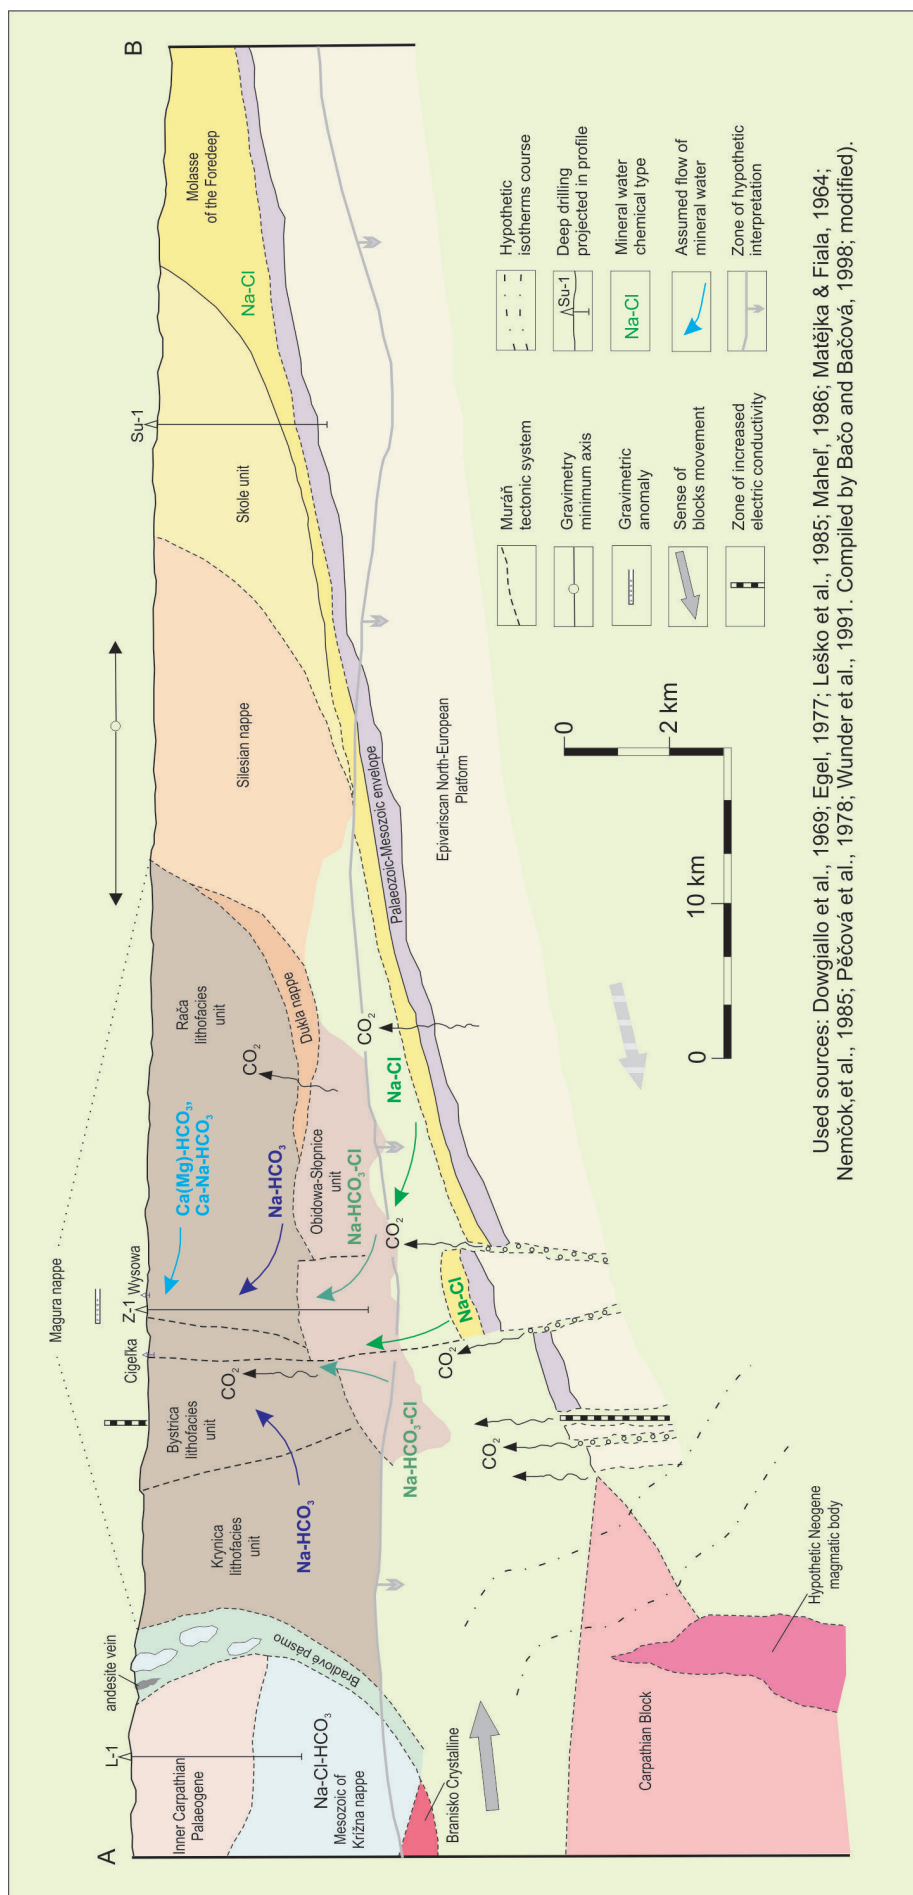 A
B
L-1
andesite vein
Magura nappe
Cigeľka
Z-1
Wysowa
Su-1
Inner Carpathian
Palaeogene
Na-Cl-HCO₃
Mesozoic of
Krížna nappe
Bradlové pásmo
Branisko Crystalline
Krynica
lithofacies
unit
Na-HCO₃
Bystrica
lithofacies
unit
CO₂
Na-HCO₃-Cl
Ca(Mg)-HCO₃,
Ca-Na-HCO₃
Na-HCO₃
Rača
lithofacies
unit
CO₂
Dukla nappe
Obidowa-Słopnice
unit
Na-HCO₃-Cl
CO₂
CO₂
Na-Cl
Na-Cl
CO₂
CO₂
Silesian nappe
Skole unit
Molasse
of the Foredeep
Na-Cl
Palaeozoic-Mesozoic envelope
Epivariscan North-European
Platform
Carpathian Block
Hypothetic Neogene
magmatic body
0
10 km
0
2 km
Muráň
tectonic system
Gravimetry
minimum axis
Gravimetric
anomaly
Sense of
blocks movement
Zone of increased
electric conductivity
Hypothetic
isotherms course
Su-1
Deep drilling
projected in profile
Na-Cl
Mineral water
chemical type
Assumed flow of
mineral water
Zone of hypothetic
interpretation
Used sources: Dowgiallo et al., 1969; Egel, 1977; Leško et al., 1985; Maheľ, 1986; Matějka & Fiala, 1964;
Nemčok,et al., 1985; Pěčová et al., 1978; Wunder et al., 1991. Compiled by Bačo and Bačová, 1998; modified).